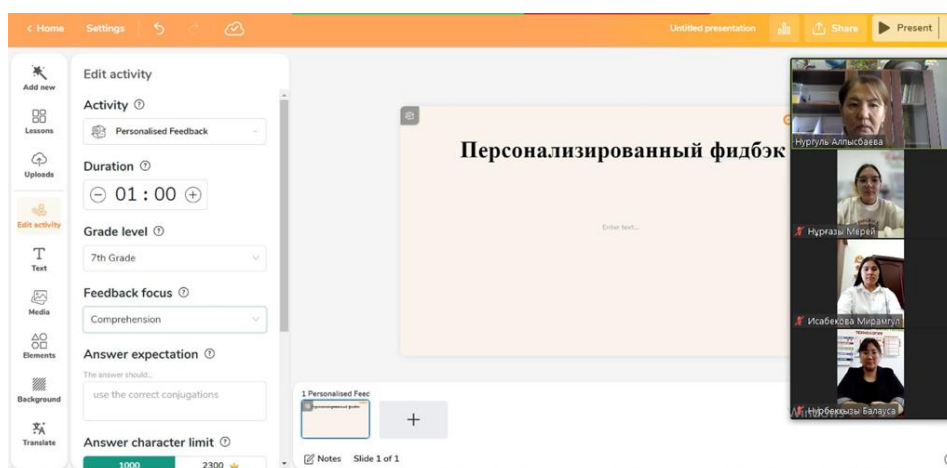 Home
Settings
Untitled presentation
Share
Present
Add new
Lessons
Uploads
Edit activity
Text
Media
Elements
Background
Translate
Edit activity
Activity
Personalised Feedback
Duration
01 : 00
Grade level
7th Grade
Feedback focus
Comprehension
Answer expectation
The answer should...
use the correct conjugations
Answer character limit
1000 2300
Персонализированный фидбэк
Enter text...
1 Personalised Feec
+
Notes Slide 1 of 1
Нургуль Алпысбаева
Нұрғазы Мерей
Исабекова Мирамгул
Нурбекқызы Балауса